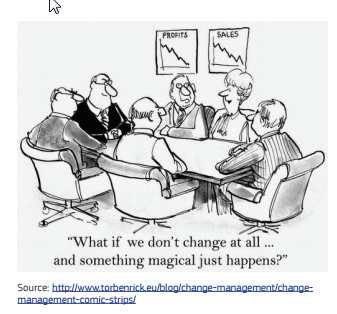 PROFITS
SALES
“What if we don’t change at all ...
and something magical just happens?”
Source: http://www.torbenrick.eu/blog/change-management/change-
management-comic-strips/